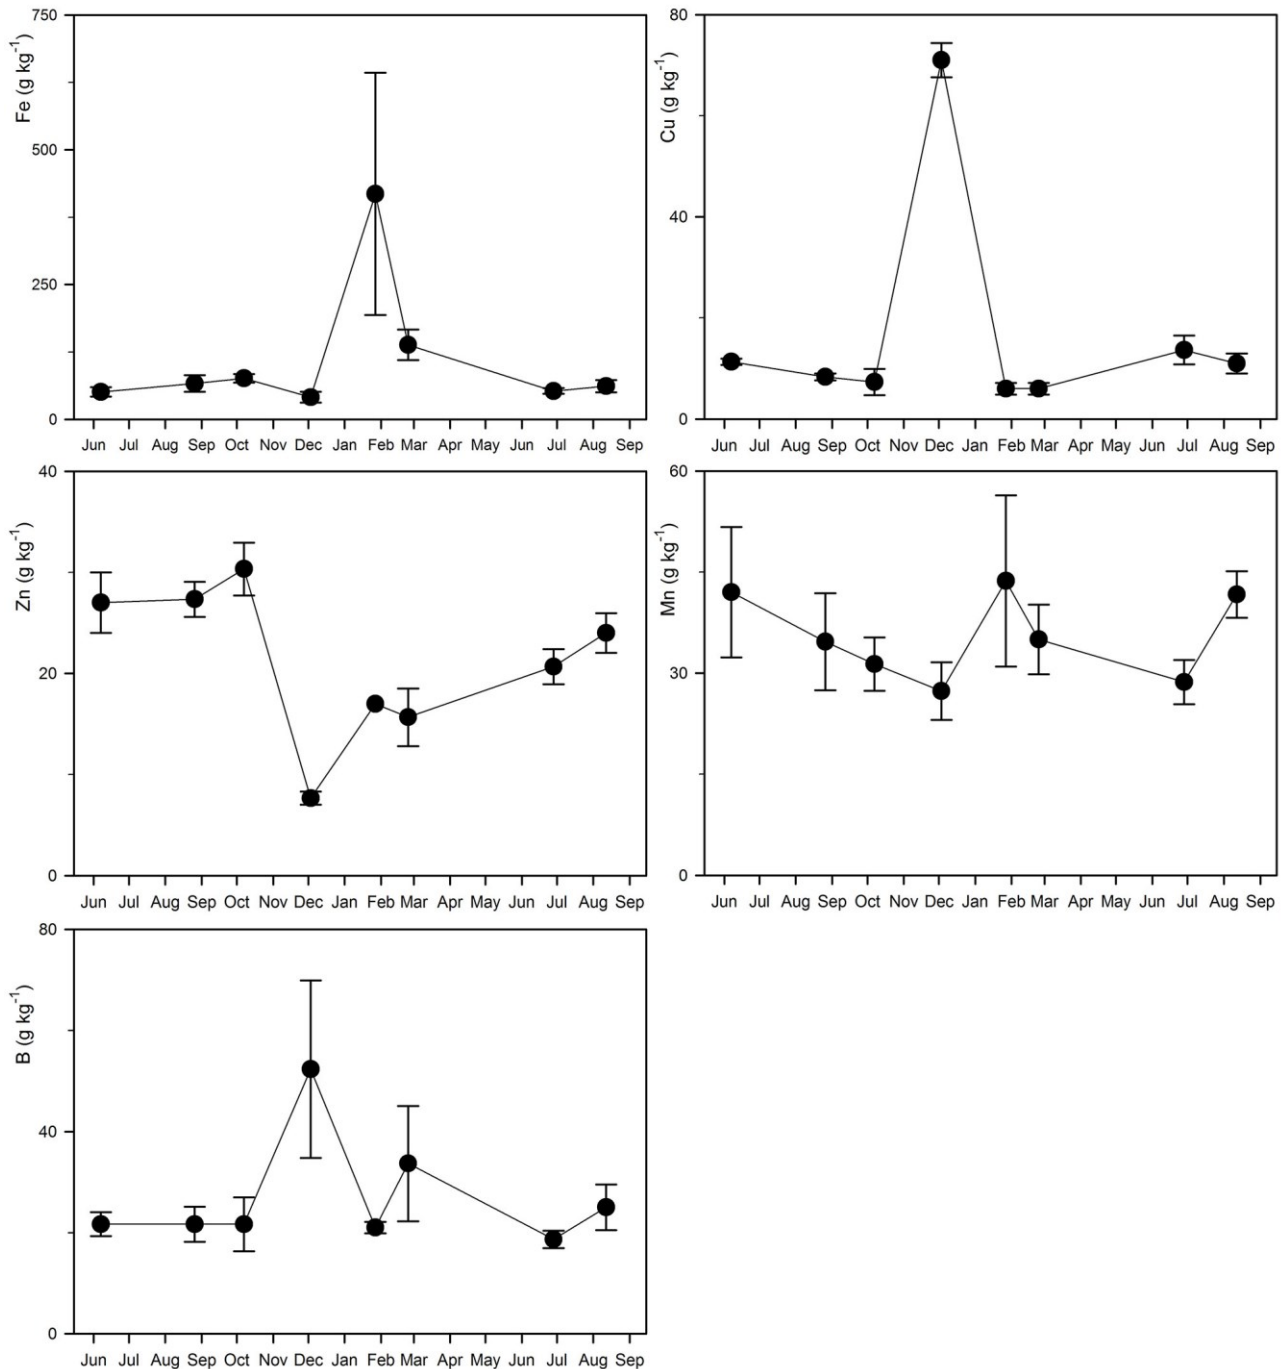 750
500
250
0
Fe (g kg⁻¹)
Jun Jul Aug Sep Oct Nov Dec Jan Feb Mar Apr May Jun Jul Aug Sep
80
40
0
Cu (g kg⁻¹)
Jun Jul Aug Sep Oct Nov Dec Jan Feb Mar Apr May Jun Jul Aug Sep
40
20
0
Zn (g kg⁻¹)
Jun Jul Aug Sep Oct Nov Dec Jan Feb Mar Apr May Jun Jul Aug Sep
60
30
0
Mn (g kg⁻¹)
Jun Jul Aug Sep Oct Nov Dec Jan Feb Mar Apr May Jun Jul Aug Sep
80
40
0
B (g kg⁻¹)
Jun Jul Aug Sep Oct Nov Dec Jan Feb Mar Apr May Jun Jul Aug Sep